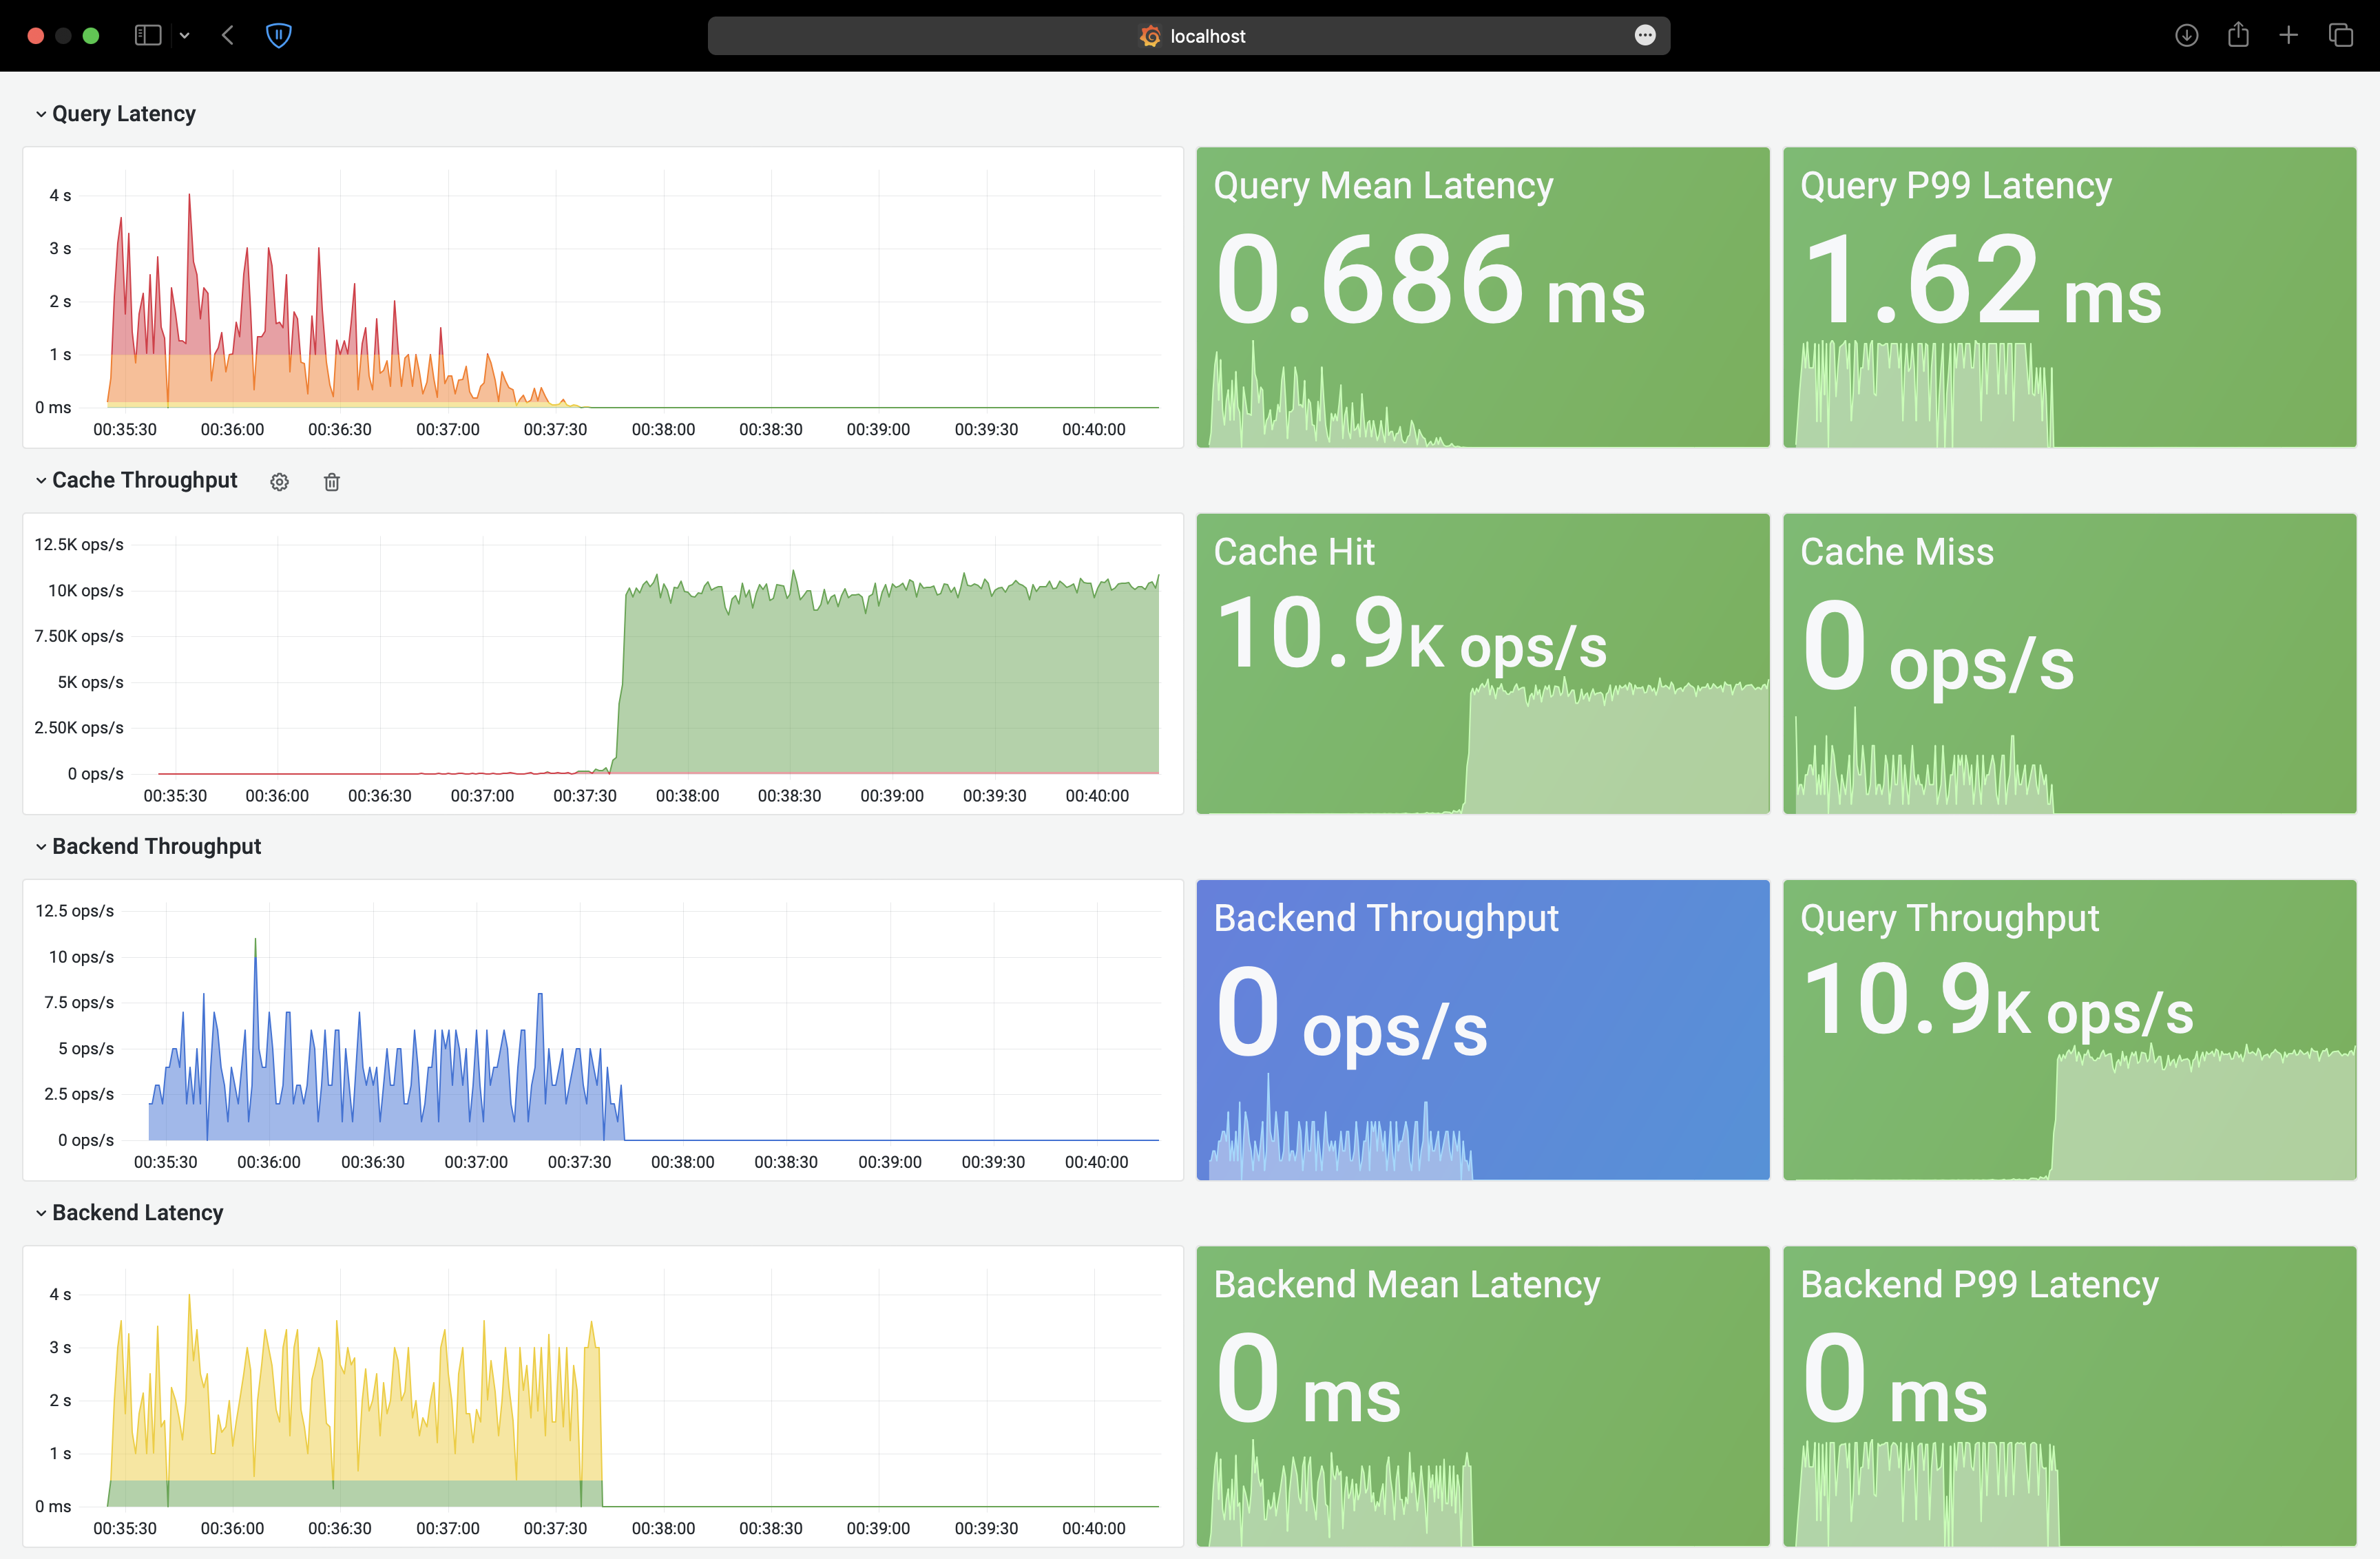 localhost
Query Latency
4 s
3 s
2 s
1 s
0 ms
00:35:30 00:36:00 00:36:30 00:37:00 00:37:30 00:38:00 00:38:30 00:39:00 00:39:30 00:40:00
Query Mean Latency
0.686 ms
Query P99 Latency
1.62 ms
Cache Throughput
12.5K ops/s
10K ops/s
7.50K ops/s
5K ops/s
2.50K ops/s
0 ops/s
00:35:30 00:36:00 00:36:30 00:37:00 00:37:30 00:38:00 00:38:30 00:39:00 00:39:30 00:40:00
Cache Hit
10.9K ops/s
Cache Miss
0 ops/s
Backend Throughput
12.5 ops/s
10 ops/s
7.5 ops/s
5 ops/s
2.5 ops/s
0 ops/s
00:35:30 00:36:00 00:36:30 00:37:00 00:37:30 00:38:00 00:38:30 00:39:00 00:39:30 00:40:00
Backend Throughput
0 ops/s
Query Throughput
10.9K ops/s
Backend Latency
4 s
3 s
2 s
1 s
0 ms
00:35:30 00:36:00 00:36:30 00:37:00 00:37:30 00:38:00 00:38:30 00:39:00 00:39:30 00:40:00
Backend Mean Latency
0 ms
Backend P99 Latency
0 ms